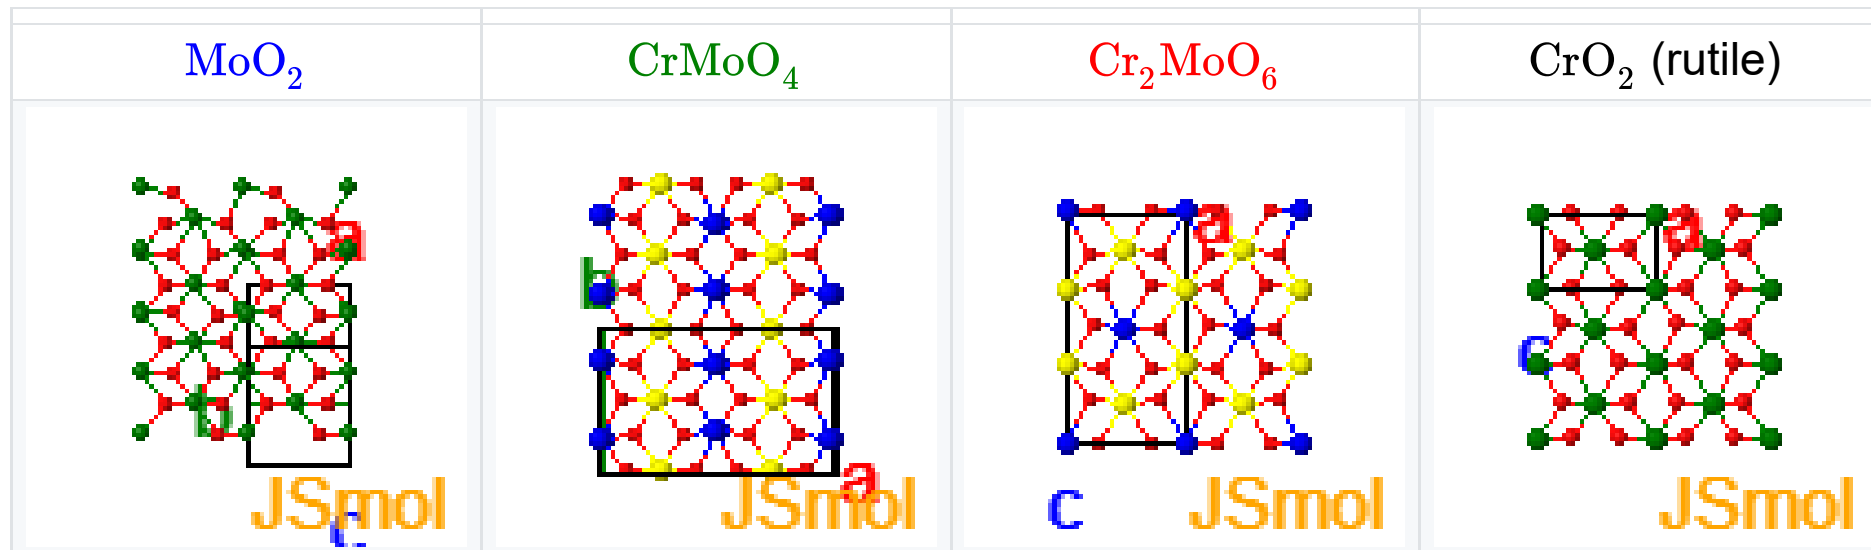 MoO₂ CrMoO₄ Cr₂MoO₆ CrO₂ (rutile)
a b c JSmol
b a JSmol
a c JSmol
a c JSmol